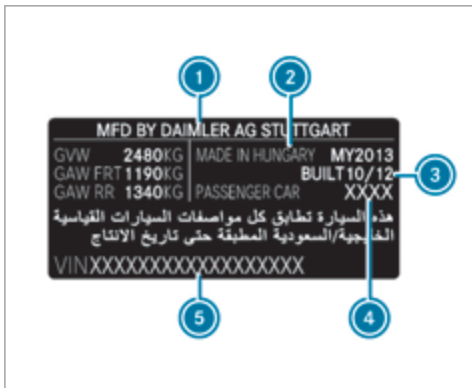 1
2
MFD BY DAIMLER AG STUTTGART
GVW 2480KG MADE IN HUNGARY MY2013
GAW FRT 1190KG BUILT10/12
3
GAW RR 1340KG PASSENGER CAR XXXX
هذه السيارة تطابق كل مواصفات السيارات القياسية
الخليجية/السعودية المطبقة حتى تاريخ الانتاج
VINXXXXXXXXXXXXXXXXXX
5
4